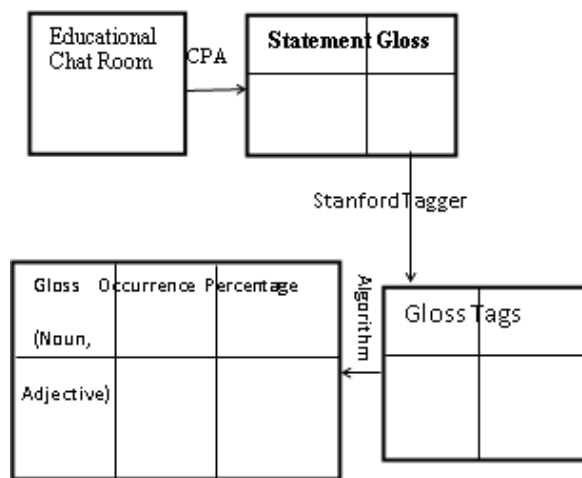 Educational
Chat Room
CPA
Statement Gloss
StanfordTagger
Gloss Tags
Algorithm
Gloss Occurrence Percentage
(Noun,
Adjective)